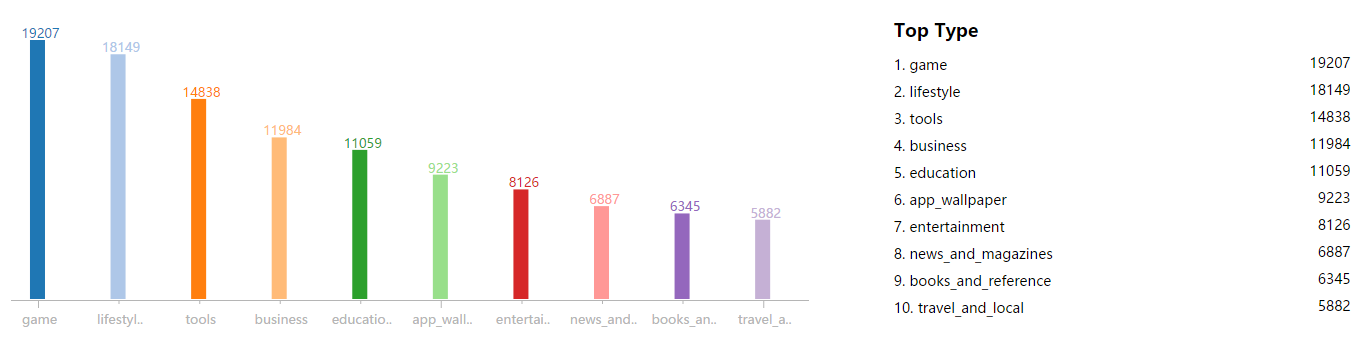 19207
18149
14838
11984
11059
9223
8126
6887
6345
5882
game lifestyl.. tools business educatio.. app_wall.. entertai.. news_and.. books_an.. travel_a..
Top Type
1. game 19207
2. lifestyle 18149
3. tools 14838
4. business 11984
5. education 11059
6. app_wallpaper 9223
7. entertainment 8126
8. news_and_magazines 6887
9. books_and_reference 6345
10. travel_and_local 5882